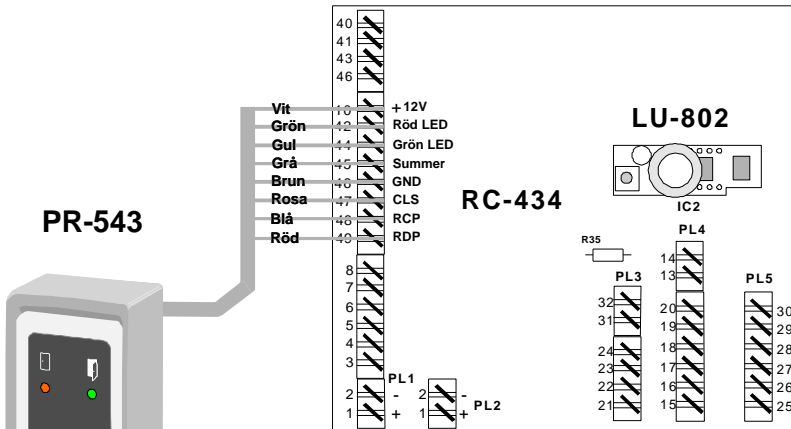 40
41
43
46
Vit 10 +12V
Grön 42 Röd LED
Gul 44 Grön LED
Grå 45 Summer
Brun 46 GND
Rosa 47 CLS
Blå 48 RCP
Röd 49 RDP
8
7
6
5
4
3
2 -
1 +
PL1
2 -
1 +
PL2
PR-543
RC-434
LU-802
IC2
R35
PL3
32
31
24
23
22
21
PL4
14
13
20
19
18
17
16
15
PL5
30
29
28
27
26
25